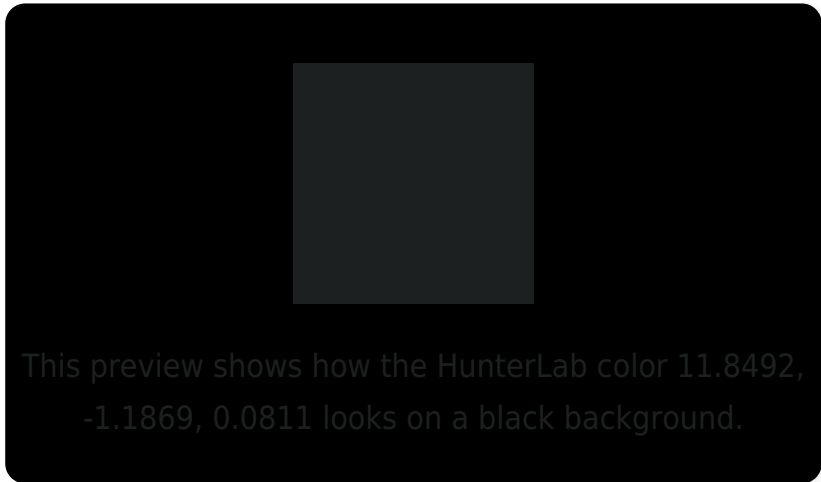 This preview shows how the HunterLab color 11.8492,
-1.1869, 0.0811 looks on a black background.